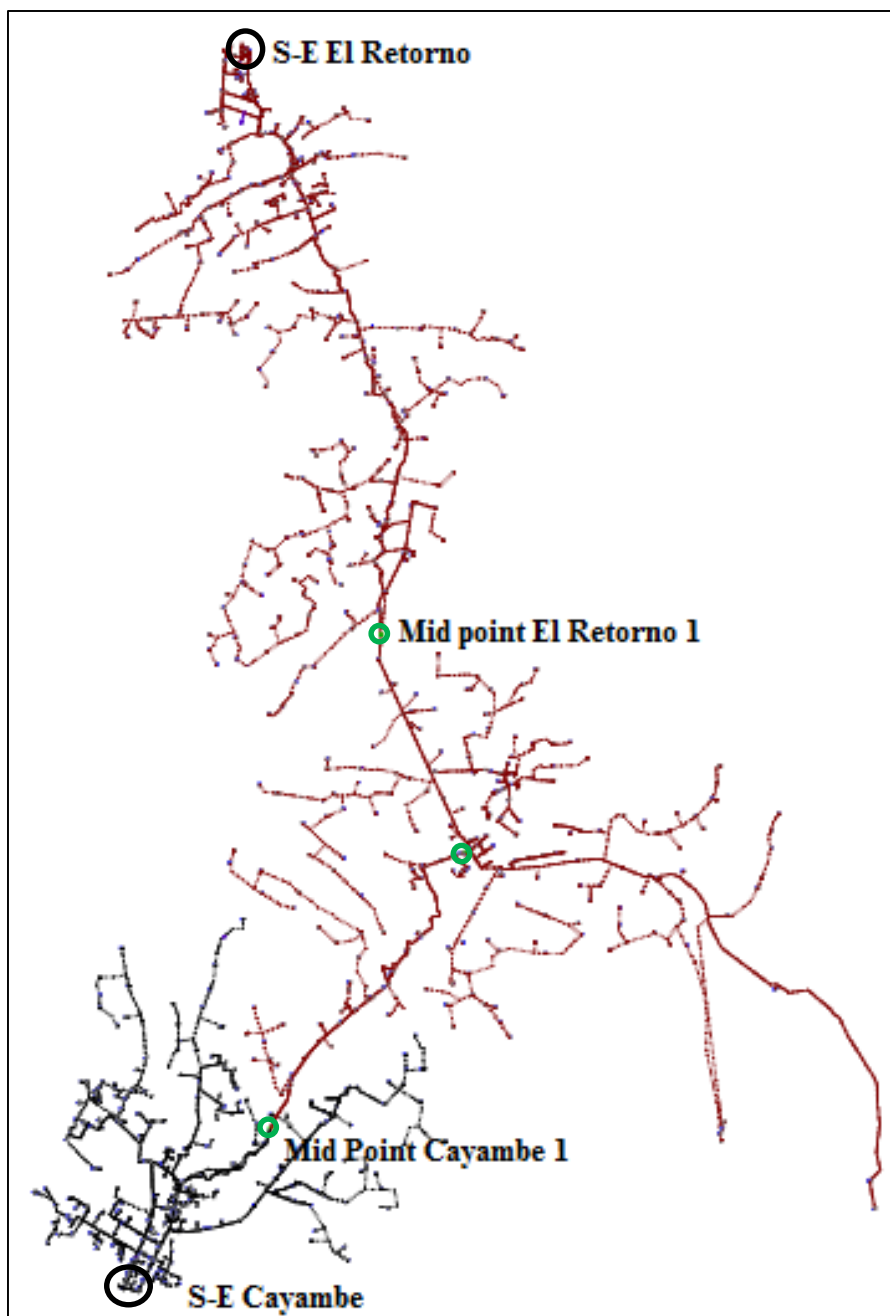 S-E El Retorno
Mid point El Retorno 1
Mid Point Cayambe 1
S-E Cayambe